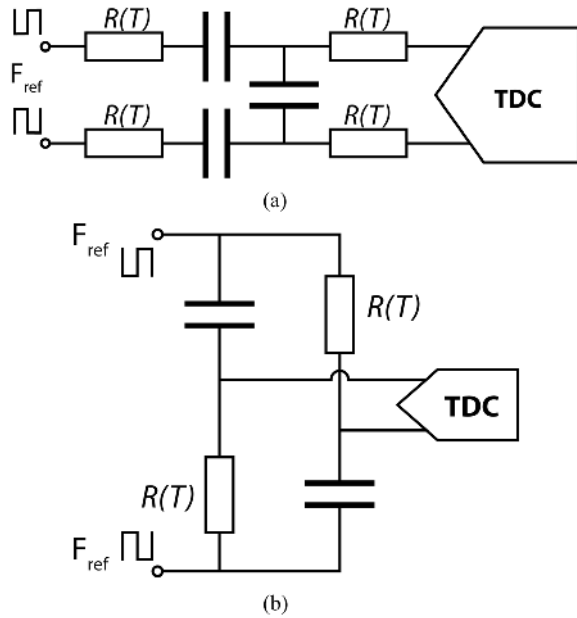 R(T) R(T)
F_ref
TDC
R(T) R(T)
(a)
F_ref
R(T)
TDC
R(T)
F_ref
(b)